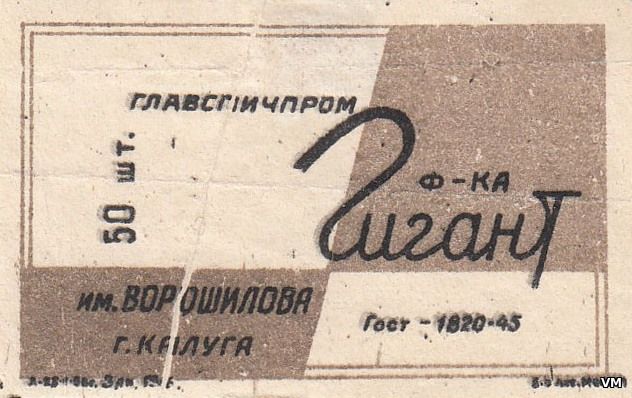 ГЛАВСПИЧПРОМ
50 шт.
Ф-КА
Гигант
им. ВОРОШИЛОВА
г. КАЛУГА
Гост - 1820-45
VM